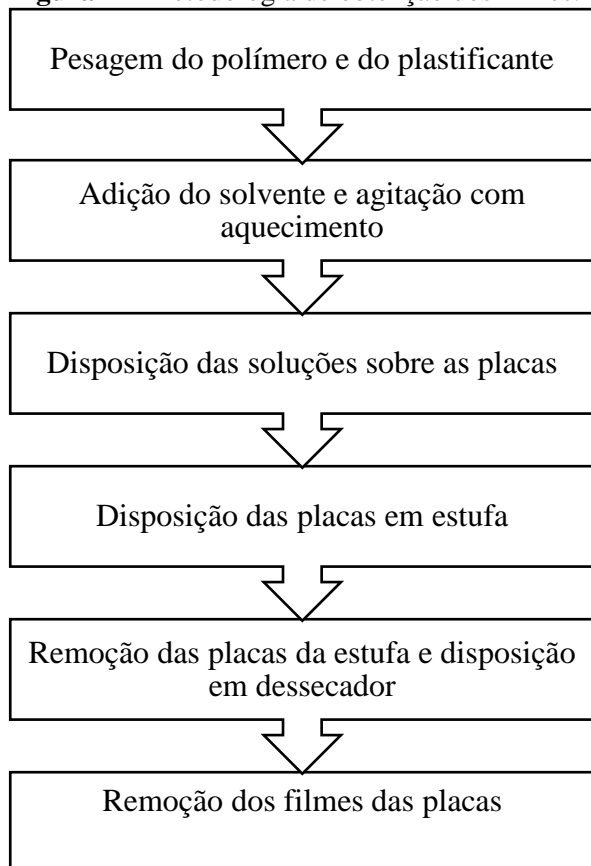 Pesagem do polímero e do plastificante
Adição do solvente e agitação com
aquecimento
Disposição das soluções sobre as placas
Disposição das placas em estufa
Remoção das placas da estufa e disposição
em dessecador
Remoção dos filmes das placas